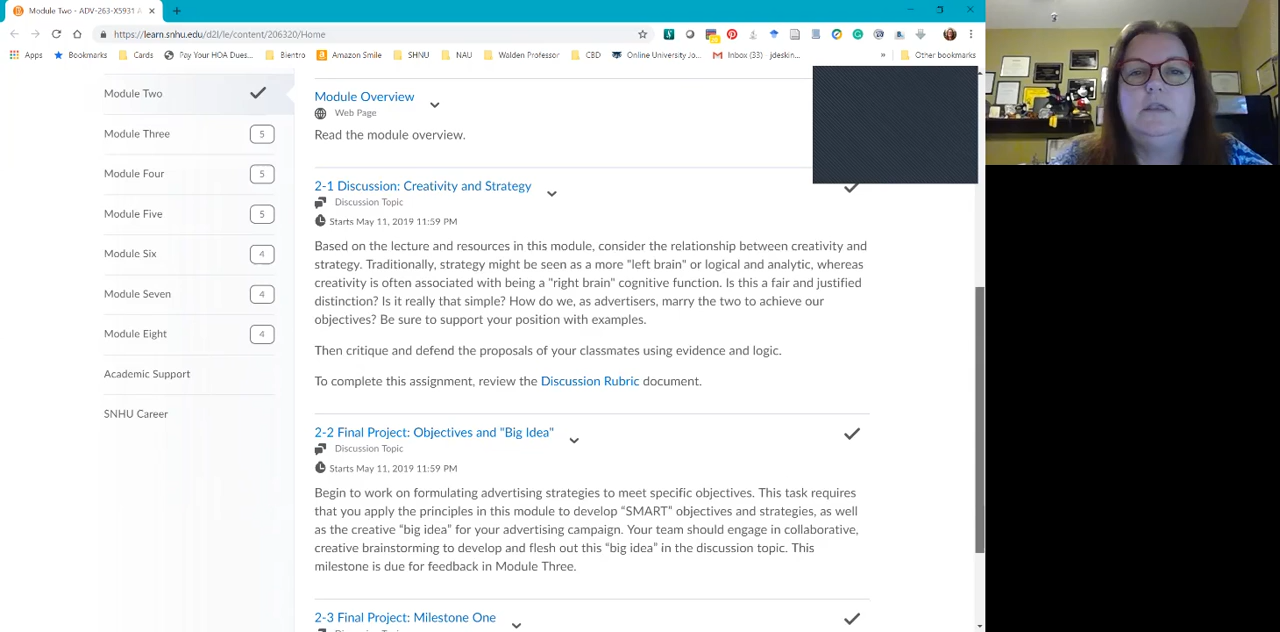 Module Two - ADV-263-X5931 A
https://learn.snhu.edu/d2l/le/content/206320/Home
Apps Bookmarks Cards Pay Your HOA Dues... Bientro Amazon Smile SHNU NAU Walden Professor CBD Online University Jo... Inbox (33) jdeskin... » Other bookmarks
Module Two
Module Three 5
Module Four 5
Module Five 5
Module Six 4
Module Seven 4
Module Eight 4
Academic Support
SNHU Career
Module Overview
Web Page
Read the module overview.
2-1 Discussion: Creativity and Strategy
Discussion Topic
Starts May 11, 2019 11:59 PM
Based on the lecture and resources in this module, consider the relationship between creativity and
strategy. Traditionally, strategy might be seen as a more "left brain" or logical and analytic, whereas
creativity is often associated with being a "right brain" cognitive function. Is this a fair and justified
distinction? Is it really that simple? How do we, as advertisers, marry the two to achieve our
objectives? Be sure to support your position with examples.
Then critique and defend the proposals of your classmates using evidence and logic.
To complete this assignment, review the Discussion Rubric document.
2-2 Final Project: Objectives and "Big Idea"
Discussion Topic
Starts May 11, 2019 11:59 PM
Begin to work on formulating advertising strategies to meet specific objectives. This task requires
that you apply the principles in this module to develop “SMART” objectives and strategies, as well
as the creative “big idea” for your advertising campaign. Your team should engage in collaborative,
creative brainstorming to develop and flesh out this “big idea” in the discussion topic. This
milestone is due for feedback in Module Three.
2-3 Final Project: Milestone One
Discussion Topic